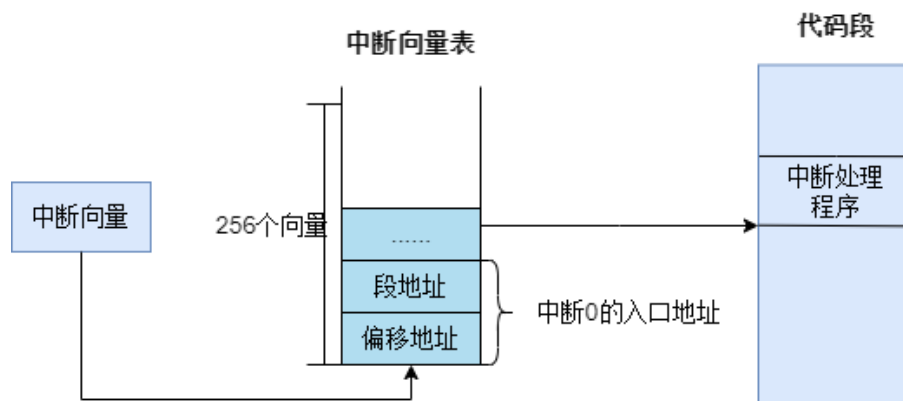 中断向量表
代码段
中断向量
256个向量
......
段地址
偏移地址
中断0的入口地址
中断处理
程序